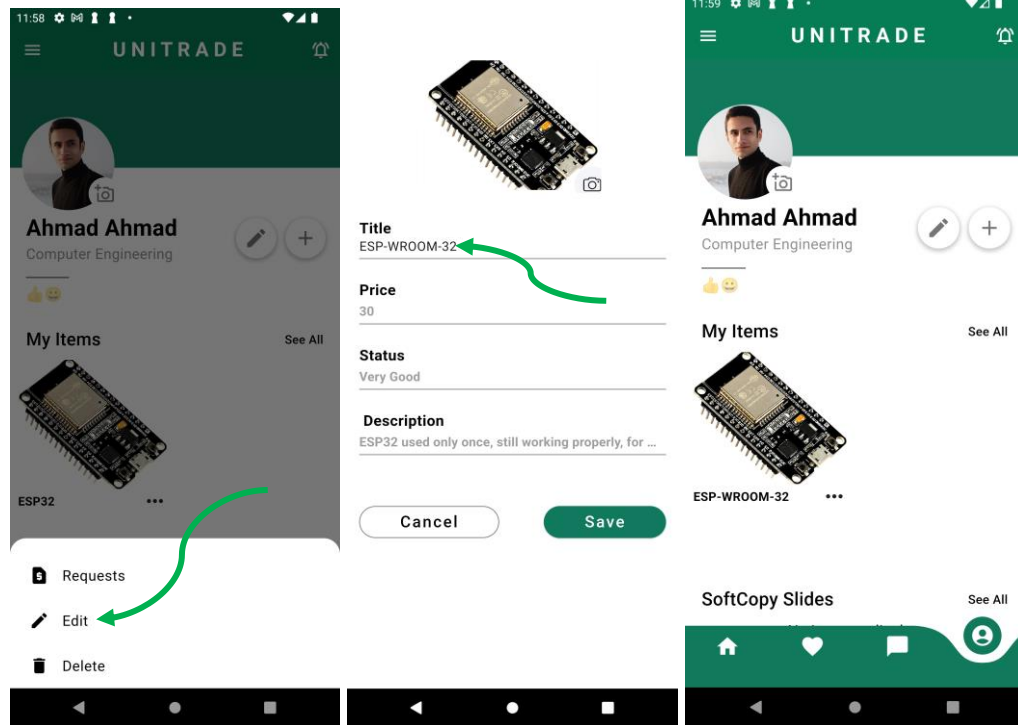 11:58
UNITRADE
Ahmad Ahmad
Computer Engineering
My Items
See All
ESP32
Requests
Edit
Delete
Title
ESP-WROOM-32
Price
30
Status
Very Good
Description
ESP32 used only once, still working properly, for ...
Cancel
Save
11:59
UNITRADE
Ahmad Ahmad
Computer Engineering
My Items
See All
ESP-WROOM-32
SoftCopy Slides
See All